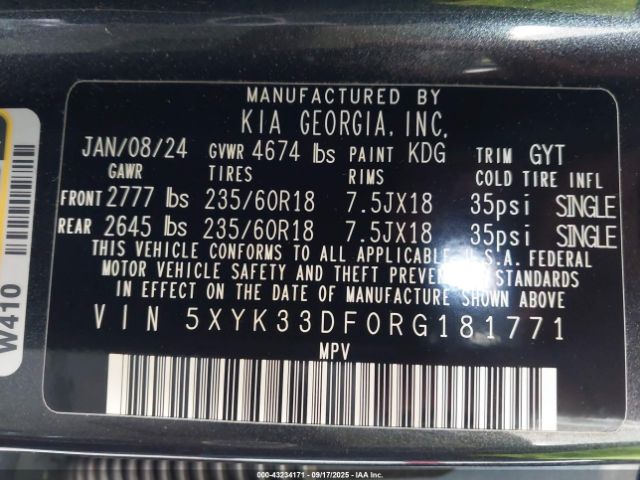 MANUFACTURED BY
KIA GEORGIA, INC.
JAN/08/24 GVWR 4674 lbs PAINT KDG TRIM GYT
GAWR TIRES RIMS COLD TIRE INFL
FRONT 2777 lbs 235/60R18 7.5JX18 35psi SINGLE
REAR 2645 lbs 235/60R18 7.5JX18 35psi SINGLE
THIS VEHICLE CONFORMS TO ALL APPLICABLE U.S.A. FEDERAL
MOTOR VEHICLE SAFETY AND THEFT PREVENTION STANDARDS
IN EFFECT ON THE DATE OF MANUFACTURE SHOWN ABOVE
VIN 5XYK33DF0RG181771
MPV
W410
000-43234171 - 09/17/2025 - IAA Inc.